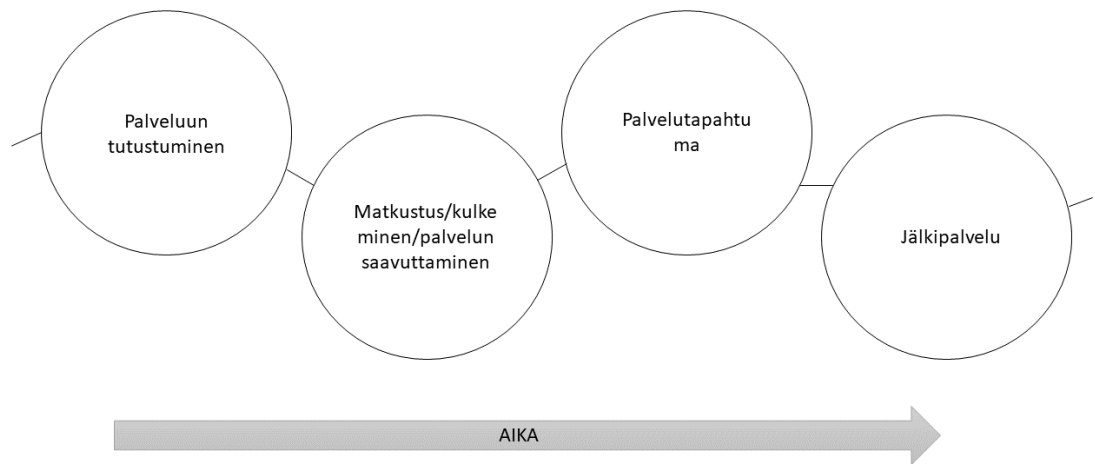 Palveluun
tutustuminen
Matkustus/kulke
minen/palvelun
saavuttaminen
Palvelutapahtu
ma
Jälkipalvelu
AIKA